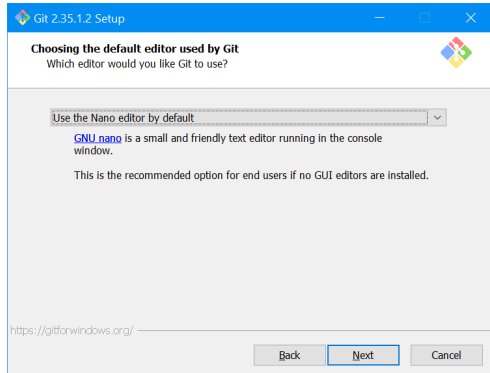 Git 2.35.1.2 Setup
Choosing the default editor used by Git
Which editor would you like Git to use?
Use the Nano editor by default
GNU nano is a small and friendly text editor running in the console
window.
This is the recommended option for end users if no GUI editors are installed.
https://gitforwindows.org/
Back Next Cancel